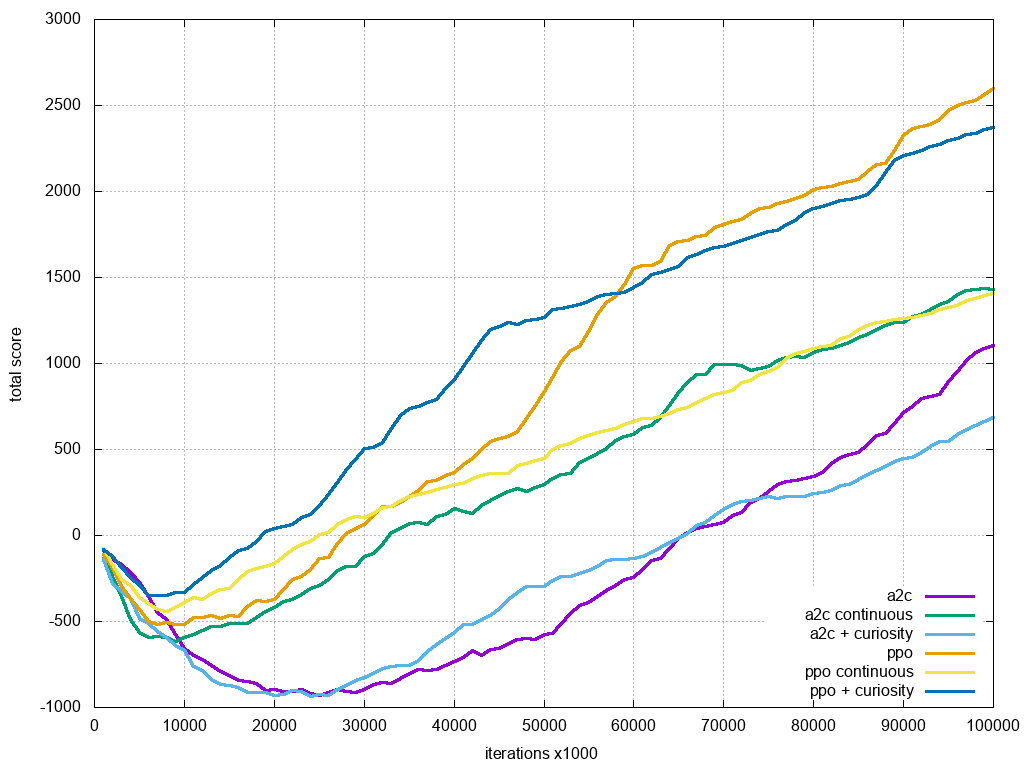 3000
2500
2000
1500
1000
500
0
-500
-1000
total score
0 10000 20000 30000 40000 50000 60000 70000 80000 90000 100000
iterations x1000
a2c
a2c continuous
a2c + curiosity
ppo
ppo continuous
ppo + curiosity